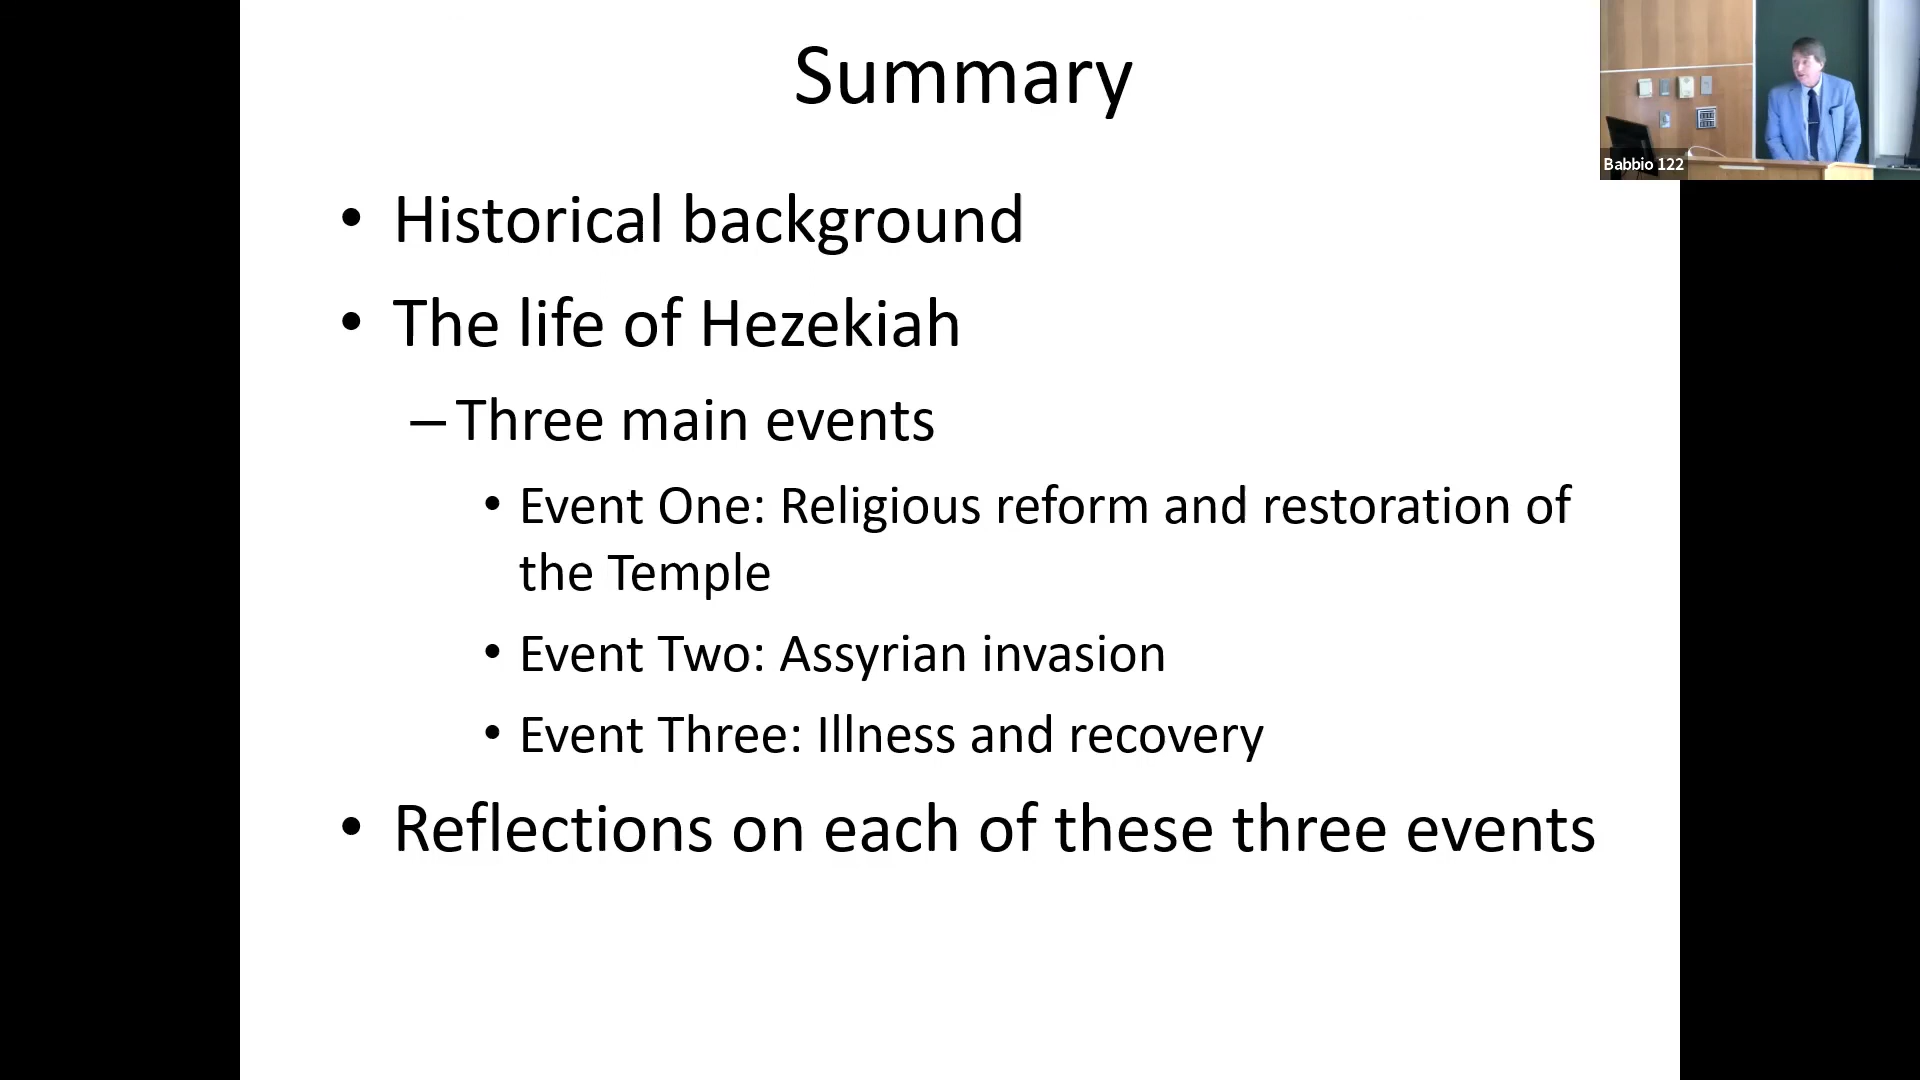 Summary
• Historical background
• The life of Hezekiah
– Three main events
• Event One: Religious reform and restoration of
the Temple
• Event Two: Assyrian invasion
• Event Three: Illness and recovery
• Reflections on each of these three events
Babbio 122